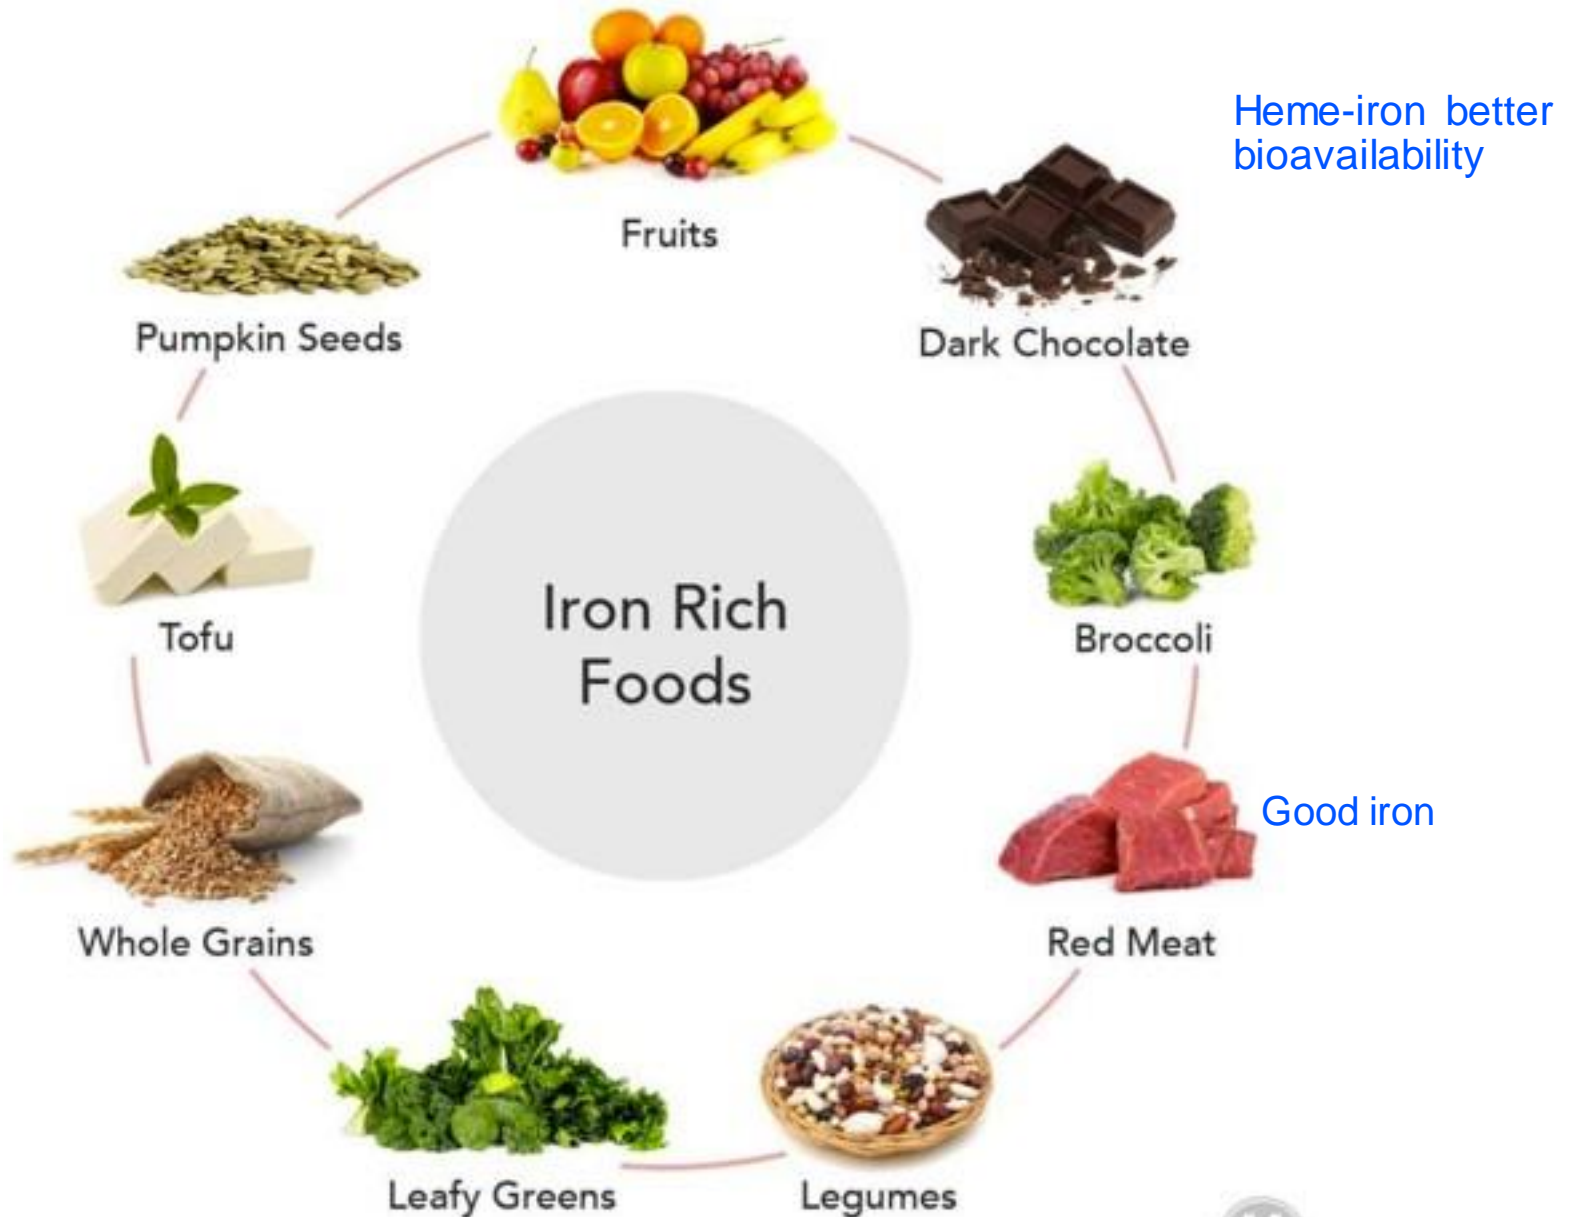 Heme-iron better
bioavailability
Fruits
Pumpkin Seeds
Dark Chocolate
Iron Rich
Foods
Tofu
Broccoli
Good iron
Whole Grains
Red Meat
Leafy Greens
Legumes